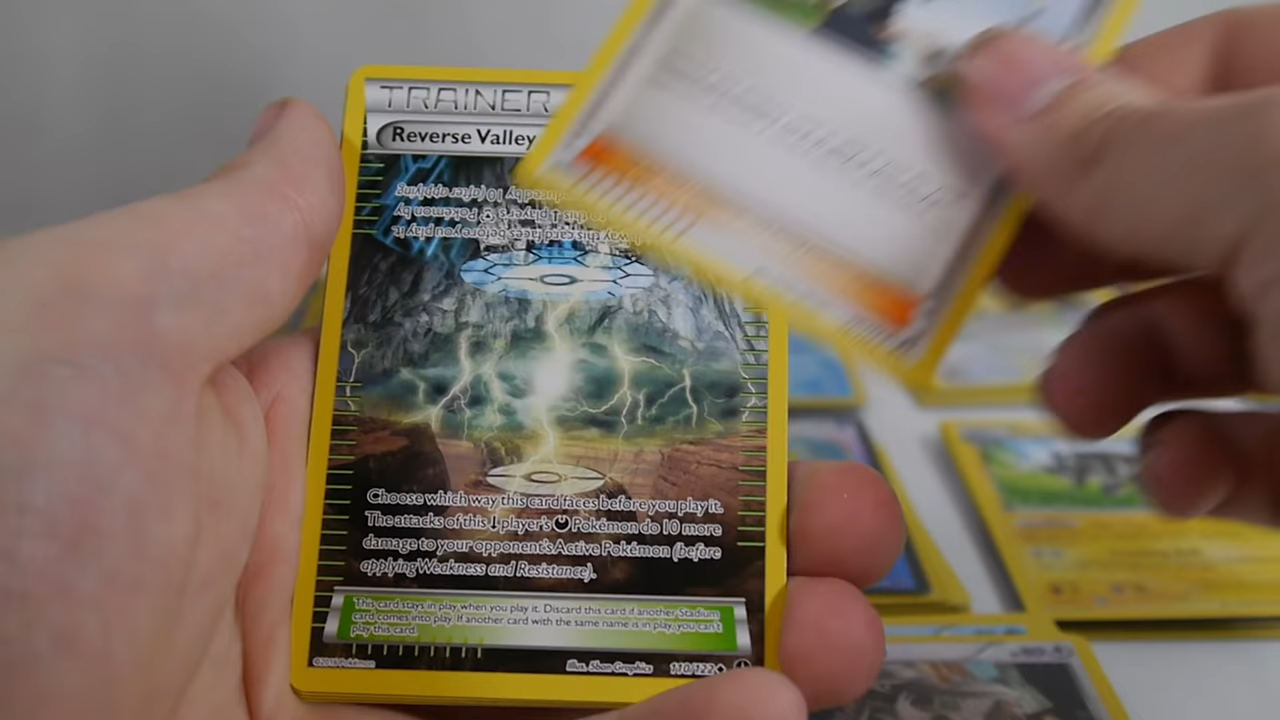 TRAINER
Reverse Valley
Choose which way this card faces before you play it.
The attacks of this player's Pokémon do 10 more
damage to your opponent's Active Pokémon (before
applying Weakness and Resistance).
This card stays in play when you play it. Discard this card if another Stadium
card comes into play. If another card with the same name is in play, you can't
play this card.
©2016 Pokémon
Illus. 5ban Graphics
110/122